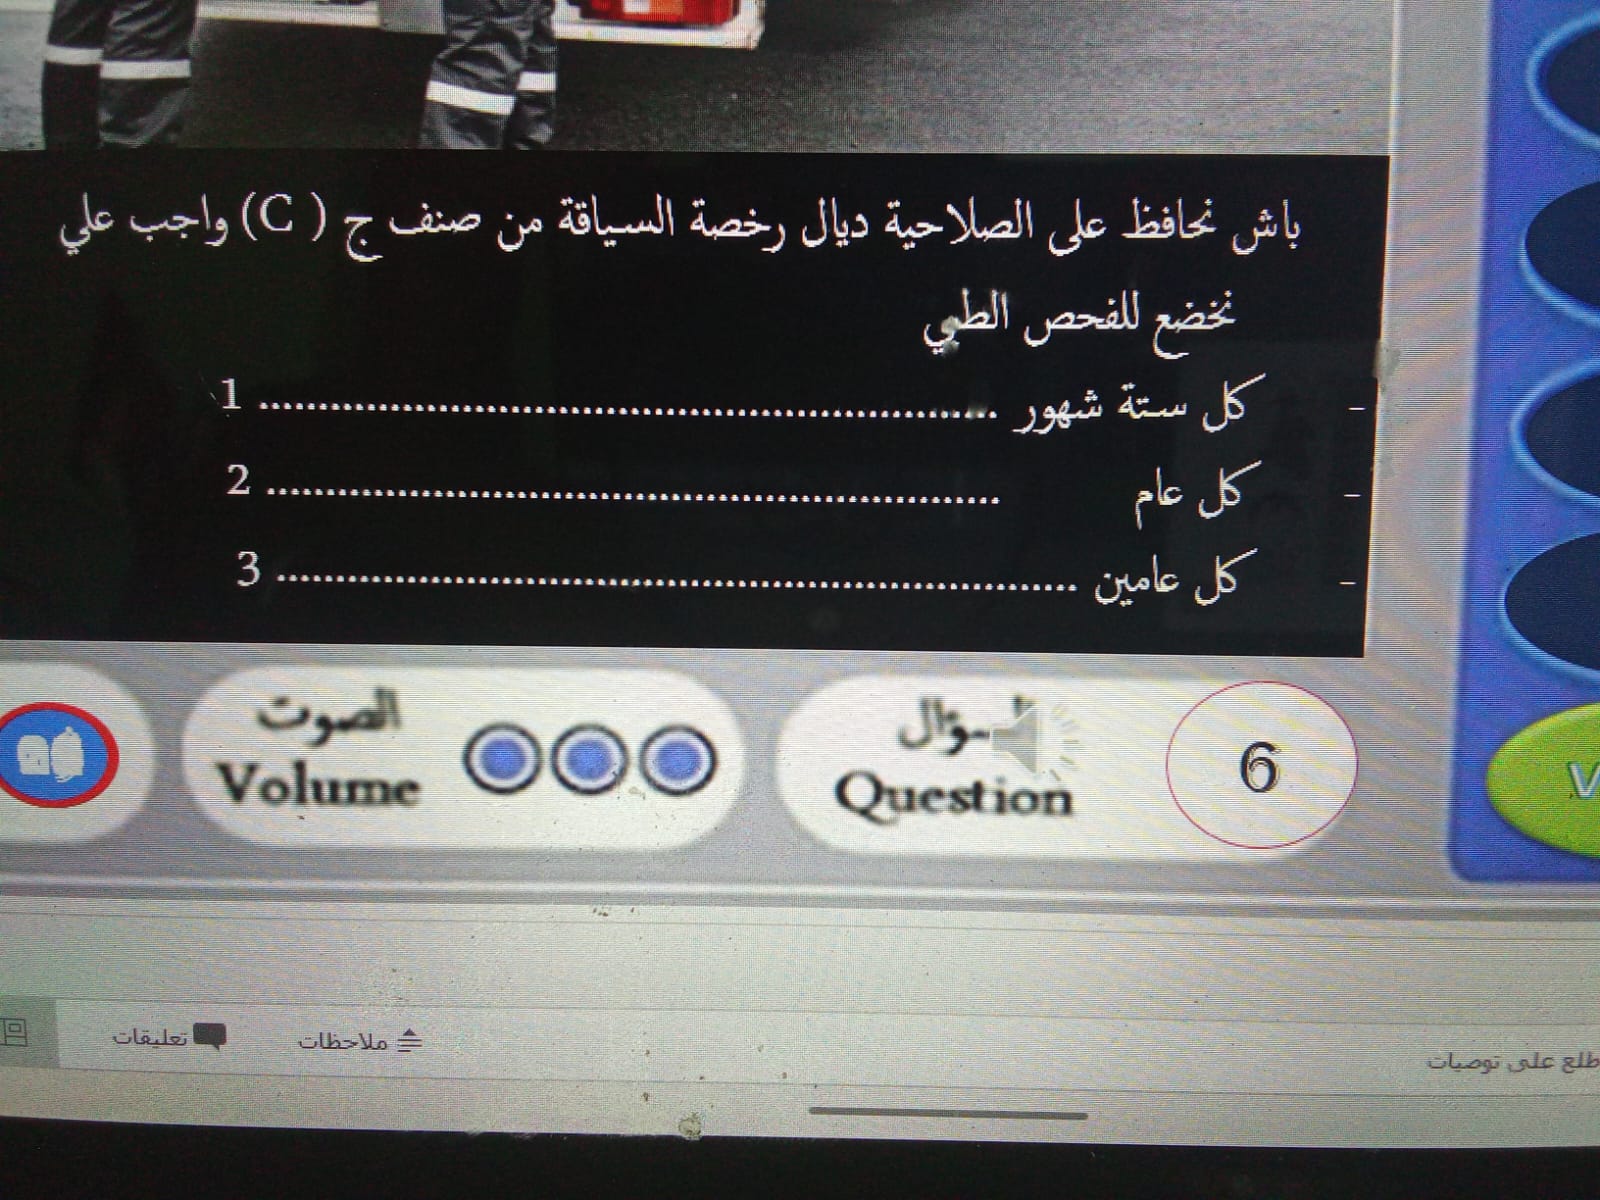 باش نحافظ على الصلاحية ديال رخصة السياقة من صنف ج ( C) واجب علي
نخضع للفحص الطبي
- كل ستة شهور ........................................ 1
- كل عام ........................................ 2
- كل عامين ........................................ 3
السؤال
Question
6
الصوت
Volume
V
ملاحظات
تعليقات
طلع على توصيات